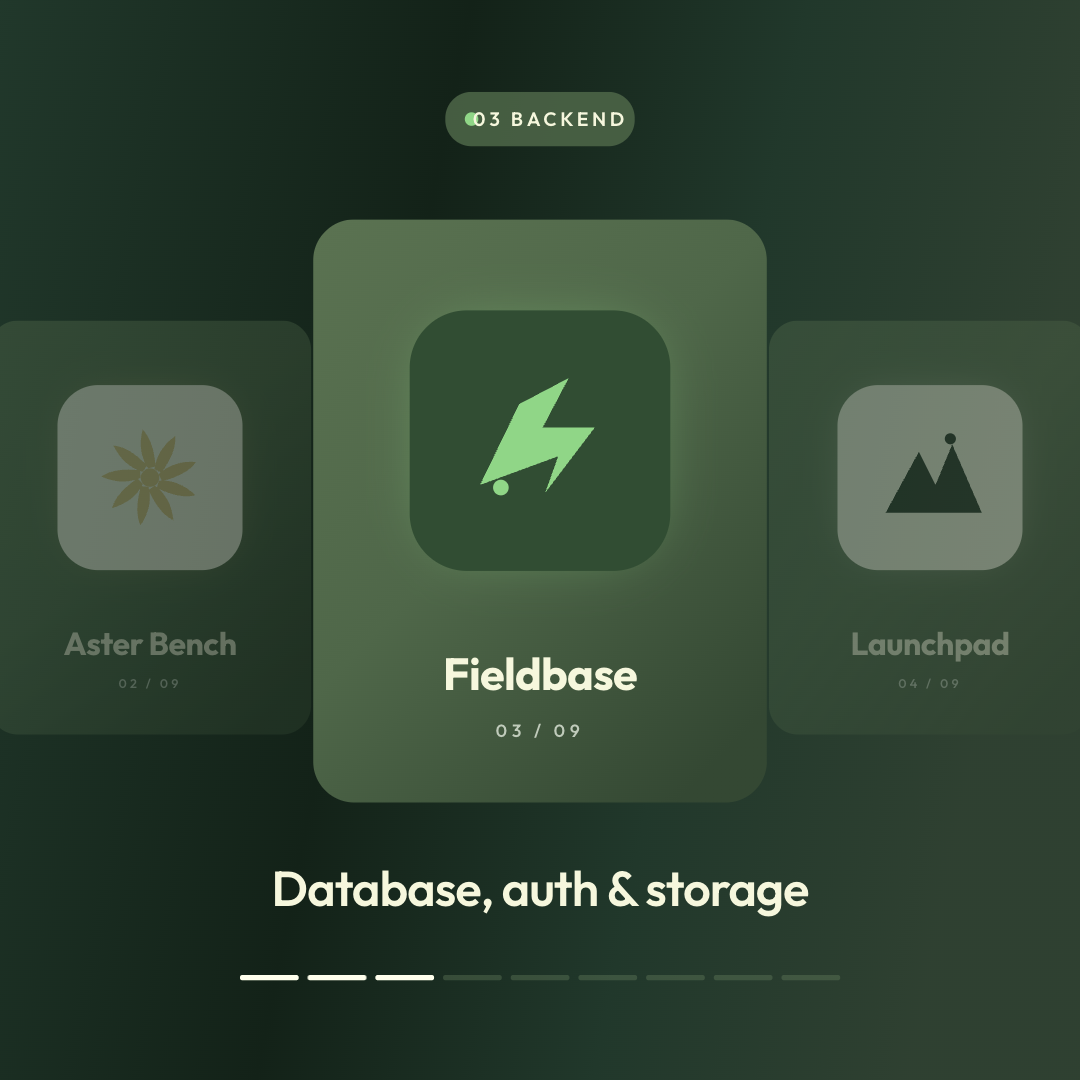 03 BACKEND
Aster Bench
02 / 09
Fieldbase
03 / 09
Launchpad
04 / 09
Database, auth & storage